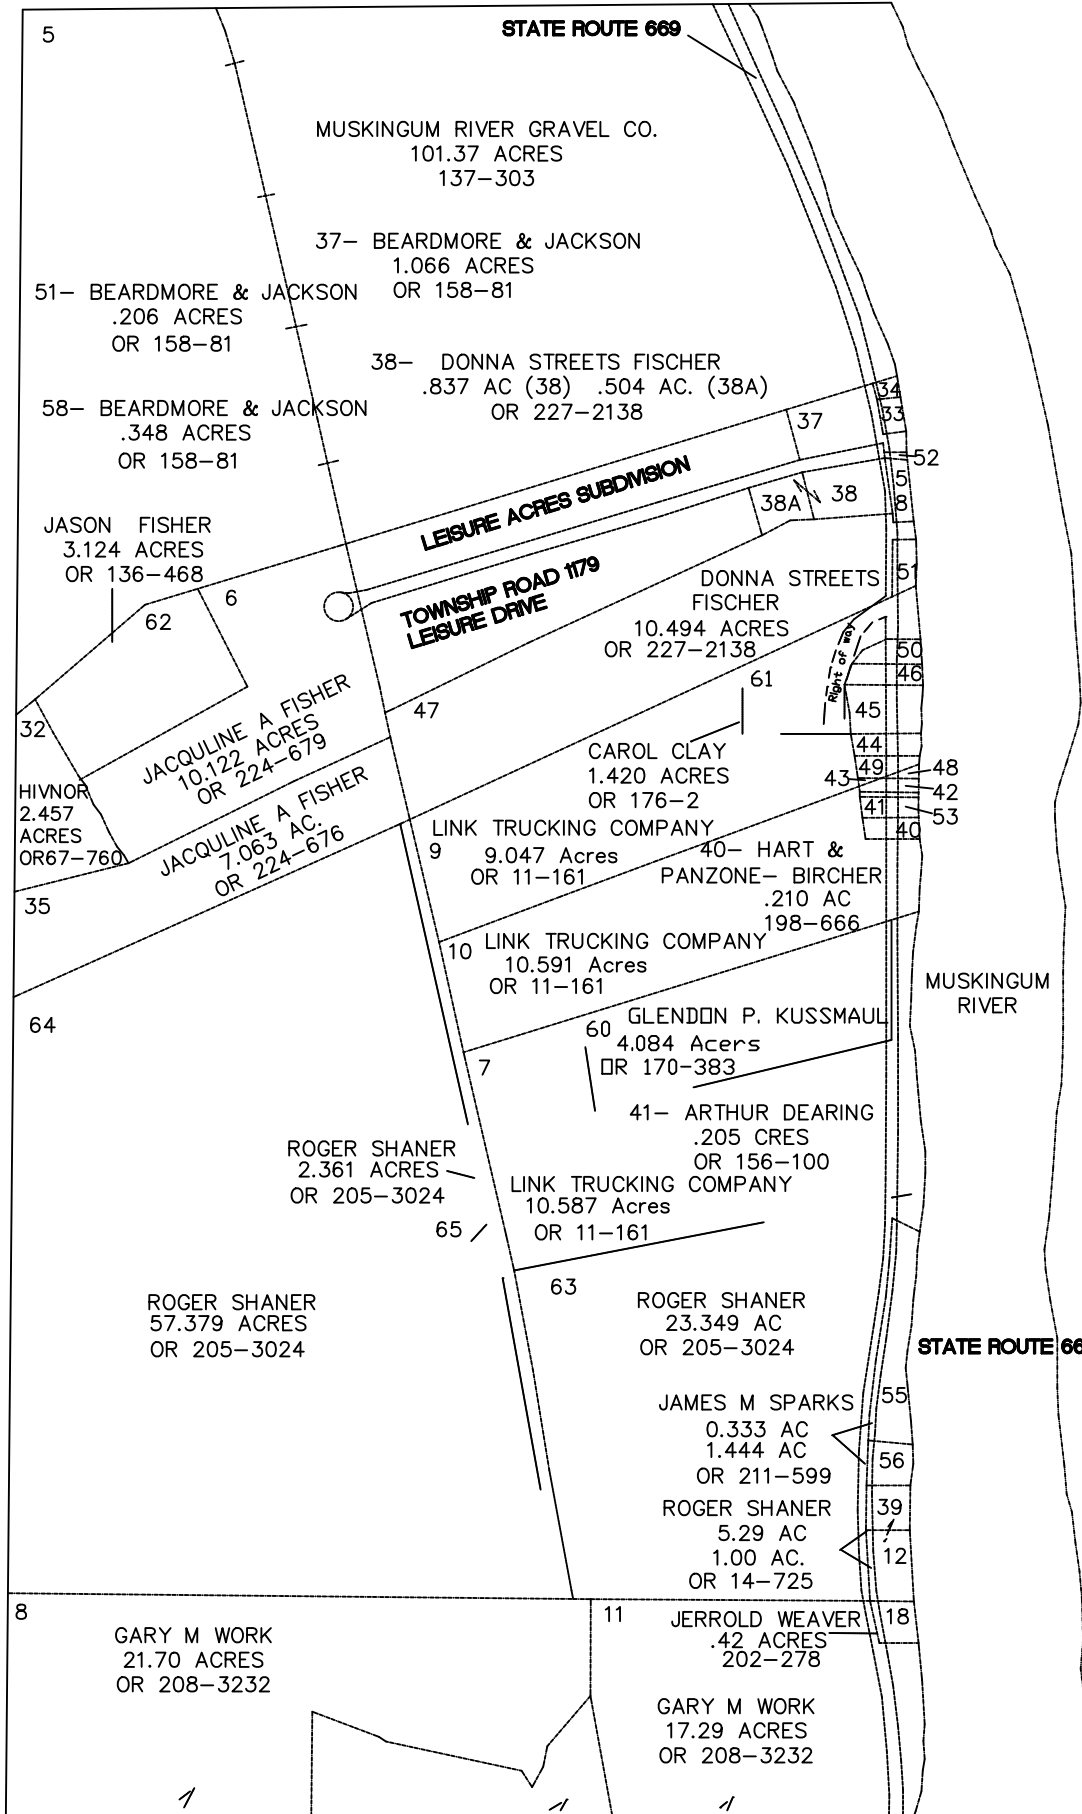 5
STATE ROUTE 669
MUSKINGUM RIVER GRAVEL CO.
101.37 ACRES
137-303
37- BEARDMORE & JACKSON
1.066 ACRES
OR 158-81
51- BEARDMORE & JACKSON
.206 ACRES
OR 158-81
38- DONNA STREETS FISCHER
.837 AC (38) .504 AC. (38A)
OR 227-2138
58- BEARDMORE & JACKSON
.348 ACRES
OR 158-81
34
33
37
52
5
8
38A
38
LEISURE ACRES SUBDIVISION
JASON FISHER
3.124 ACRES
OR 136-468
62
6
TOWNSHIP ROAD 1179
LEISURE DRIVE
51
DONNA STREETS
FISCHER
10.494 ACRES
OR 227-2138
Right of way
50
46
61
45
47
32
JACQULINE A FISHER
10.122 ACRES
OR 224-679
44
49
48
43
42
41
53
40
CAROL CLAY
1.420 ACRES
OR 176-2
HIVNOR
2.457
ACRES
OR67-760
JACQULINE A FISHER
7.063 AC.
OR 224-676
9
LINK TRUCKING COMPANY
9.047 Acres
OR 11-161
40- HART &
PANZONE- BIRCHER
.210 AC
198-666
35
10
LINK TRUCKING COMPANY
10.591 Acres
OR 11-161
MUSKINGUM
RIVER
64
60
GLENDON P. KUSSMAUL
4.084 Acers
OR 170-383
7
41- ARTHUR DEARING
.205 CRES
OR 156-100
ROGER SHANER
2.361 ACRES
OR 205-3024
LINK TRUCKING COMPANY
10.587 Acres
OR 11-161
65
63
ROGER SHANER
57.379 ACRES
OR 205-3024
ROGER SHANER
23.349 AC
OR 205-3024
STATE ROUTE 66
55
JAMES M SPARKS
0.333 AC
1.444 AC
OR 211-599
56
39
ROGER SHANER
5.29 AC
1.00 AC.
OR 14-725
12
8
11
JERROLD WEAVER
.42 ACRES
202-278
18
GARY M WORK
21.70 ACRES
OR 208-3232
GARY M WORK
17.29 ACRES
OR 208-3232